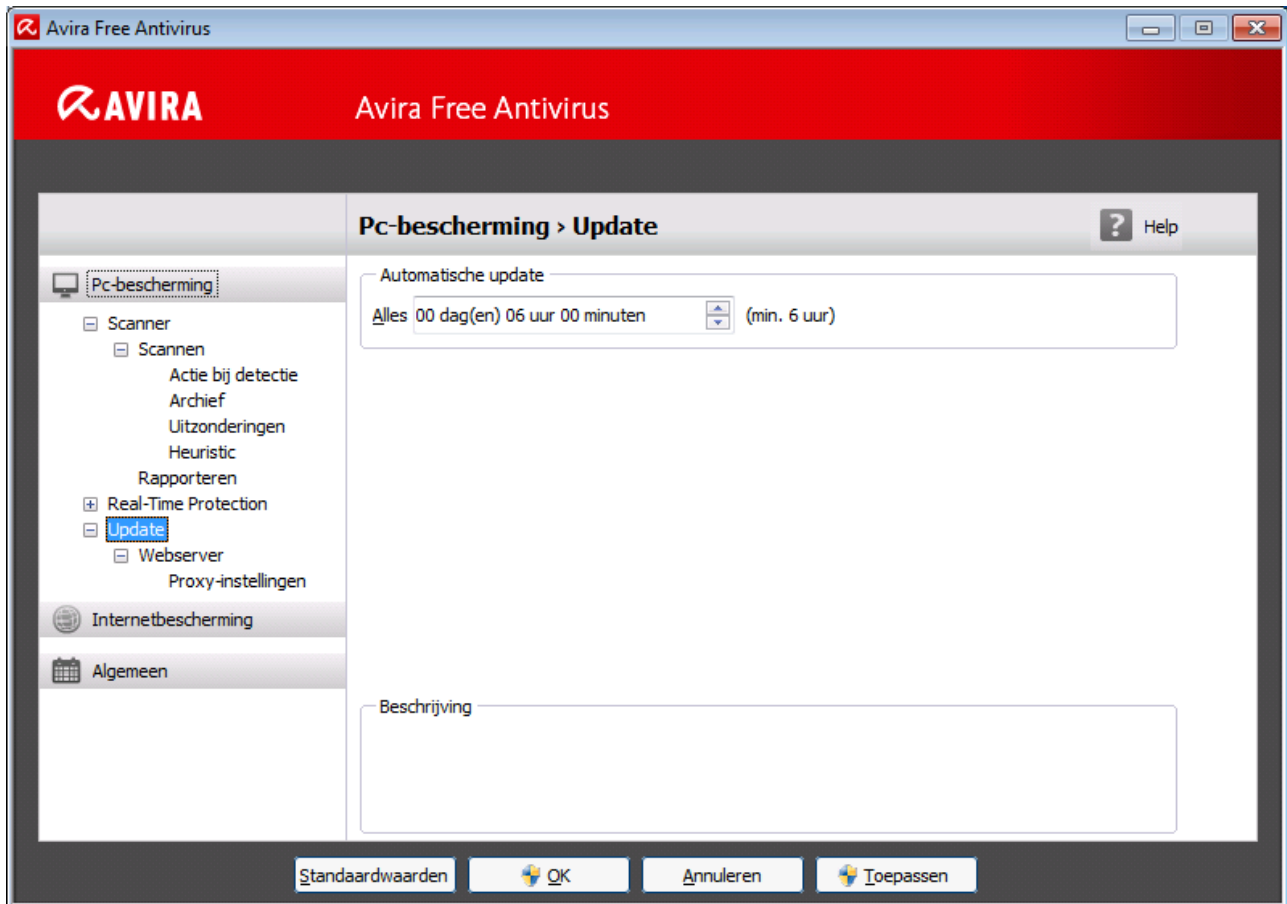 Avira Free Antivirus
AVIRA
Avira Free Antivirus
Pc-bescherming › Update
? Help
Pc-bescherming
Scanner
Scannen
Actie bij detectie
Archief
Uitzonderingen
Heuristic
Rapporteren
Real-Time Protection
Update
Webserver
Proxy-instellingen
Internetbescherming
Algemeen
Automatische update
Alles 00 dag(en) 06 uur 00 minuten (min. 6 uur)
Beschrijving
Standaardwaarden OK Annuleren Toepassen